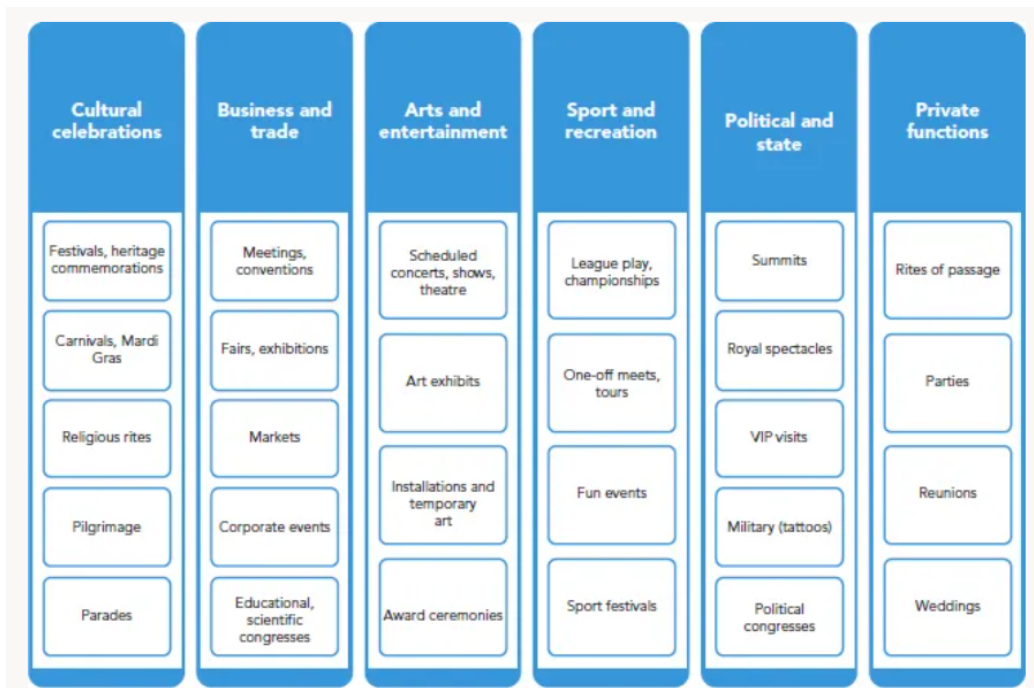 Cultural
celebrations
Festivals, heritage
commemorations
Carnivals, Mardi
Gras
Religious rites
Pilgrimage
Parades
Business and
trade
Meetings,
conventions
Fairs, exhibitions
Markets
Corporate events
Educational,
scientific
congresses
Arts and
entertainment
Scheduled
concerts, shows,
theatre
Art exhibits
Installations and
temporary
art
Award ceremonies
Sport and
recreation
League play,
championships
One-off meets,
tours
Fun events
Sport festivals
Political and
state
Summits
Royal spectacles
VIP visits
Military (tattoos)
Political
congresses
Private
functions
Rites of passage
Parties
Reunions
Weddings